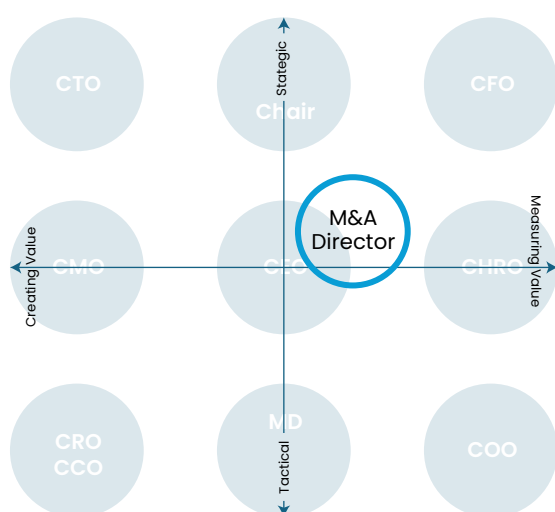 CTO
Stategic
Chair
CFO
M&A
Director
Creating Value
CMO
CEO
CHRO
Measuring Value
CRO
CCO
MD
Tactical
COO